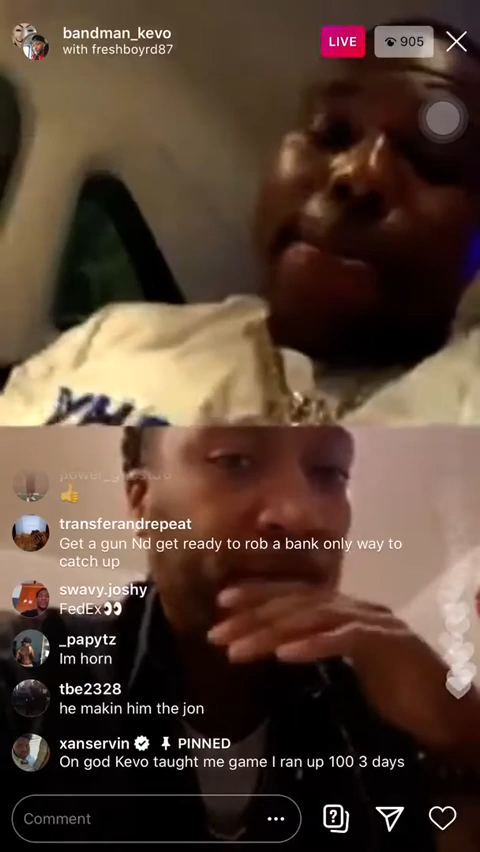 bandman_kevo
with freshboyrd87
LIVE
905
👍
transferandrepeat
Get a gun Nd get ready to rob a bank only way to
catch up
swavy.joshy
FedEx👀
_papytz
Im horn
tbe2328
he makin him the jon
xanservin PINNED
On god Kevo taught me game I ran up 100 3 days
Comment